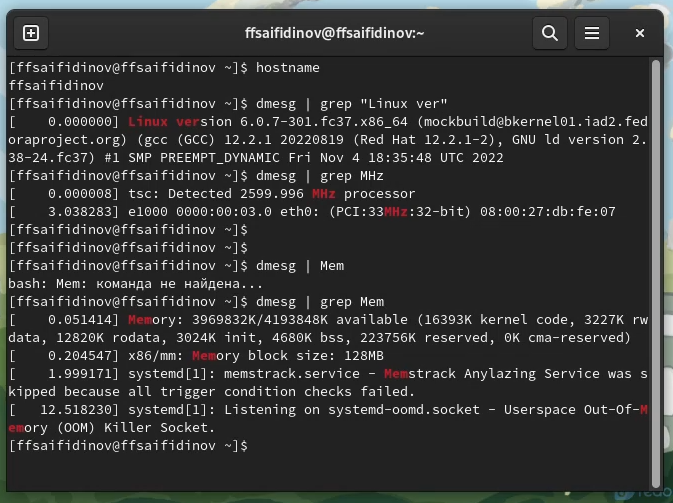 ffsaifidinov@ffsaifidinov:~
[ffsaifidinov@ffsaifidinov ~]$ hostname
ffsaifidinov
[ffsaifidinov@ffsaifidinov ~]$ dmesg | grep "Linux ver"
[    0.000000] Linux version 6.0.7-301.fc37.x86_64 (mockbuild@bkernel01.iad2.fed
oraproject.org) (gcc (GCC) 12.2.1 20220819 (Red Hat 12.2.1-2), GNU ld version 2.
38-24.fc37) #1 SMP PREEMPT_DYNAMIC Fri Nov 4 18:35:48 UTC 2022
[ffsaifidinov@ffsaifidinov ~]$ dmesg | grep MHz
[    0.000008] tsc: Detected 2599.996 MHz processor
[    3.038283] e1000 0000:00:03.0 eth0: (PCI:33MHz:32-bit) 08:00:27:db:fe:07
[ffsaifidinov@ffsaifidinov ~]$
[ffsaifidinov@ffsaifidinov ~]$
[ffsaifidinov@ffsaifidinov ~]$ dmesg | Mem
bash: Mem: команда не найдена...
[ffsaifidinov@ffsaifidinov ~]$ dmesg | grep Mem
[    0.051414] Memory: 3969832K/4193848K available (16393K kernel code, 3227K rw
data, 12820K rodata, 3024K init, 4680K bss, 223756K reserved, 0K cma-reserved)
[    0.204547] x86/mm: Memory block size: 128MB
[    1.999171] systemd[1]: memstrack.service - Memstrack Anylazing Service was s
kipped because all trigger condition checks failed.
[   12.518230] systemd[1]: Listening on systemd-oomd.socket - Userspace Out-Of-M
emory (OOM) Killer Socket.
[ffsaifidinov@ffsaifidinov ~]$